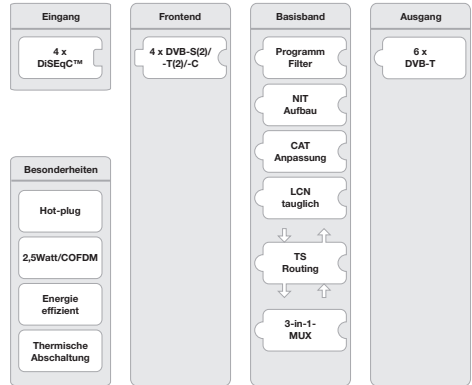 Eingang
4 x
DiSEqC™
Besonderheiten
Hot-plug
2,5Watt/COFDM
Energie
effizient
Thermische
Abschaltung
Frontend
4 x DVB-S(2)/
-T(2)/-C
Basisband
Programm
Filter
NIT
Aufbau
CAT
Anpassung
LCN
tauglich
TS
Routing
3-in-1-
MUX
Ausgang
6 x
DVB-T